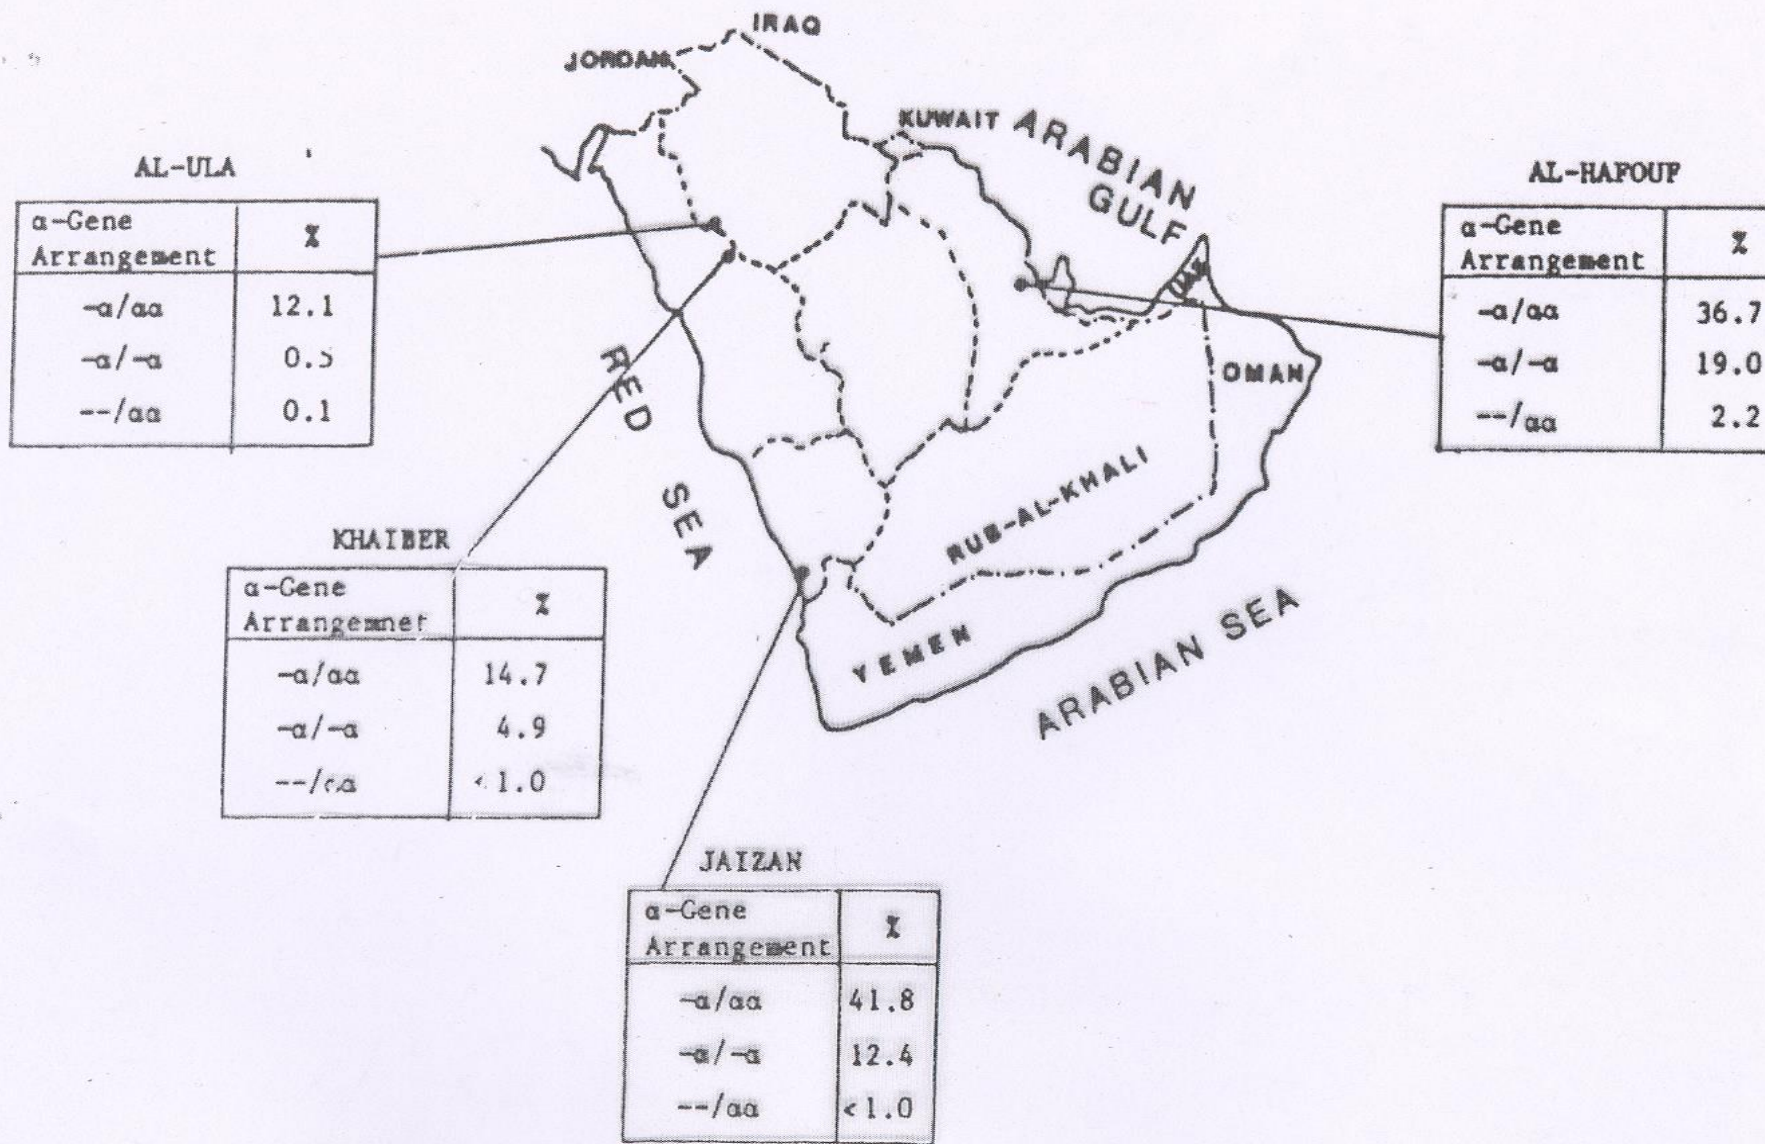 IRAQ
JORDAN
KUWAIT
ARABIAN
GULF
UAE
OMAN
RED
SEA
RUB-AL-KHALI
YEMEN
ARABIAN SEA
AL-ULA
α-Gene %
Arrangement
-α/αα 12.1
-α/-α 0.5
--/αα 0.1
AL-HAFOUF
α-Gene %
Arrangement
-α/αα 36.7
-α/-α 19.0
--/αα 2.2
KHAIBER
α-Gene %
Arrangemnet
-α/αα 14.7
-α/-α 4.9
--/αα <1.0
JAIZAN
α-Gene %
Arrangement
-α/αα 41.8
-α/-α 12.4
--/αα <1.0